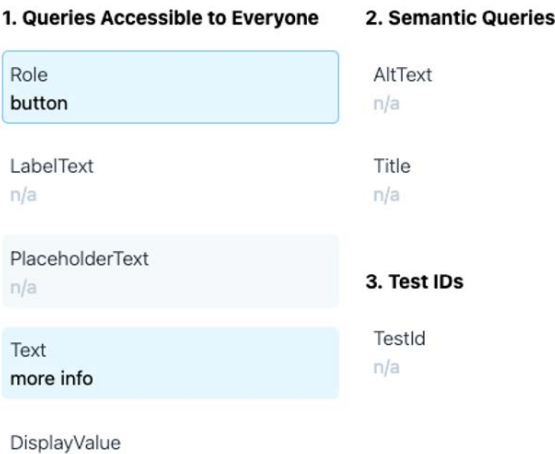 1. Queries Accessible to Everyone
Role
button
LabelText
n/a
PlaceholderText
n/a
Text
more info
DisplayValue
2. Semantic Queries
AltText
n/a
Title
n/a
3. Test IDs
TestId
n/a